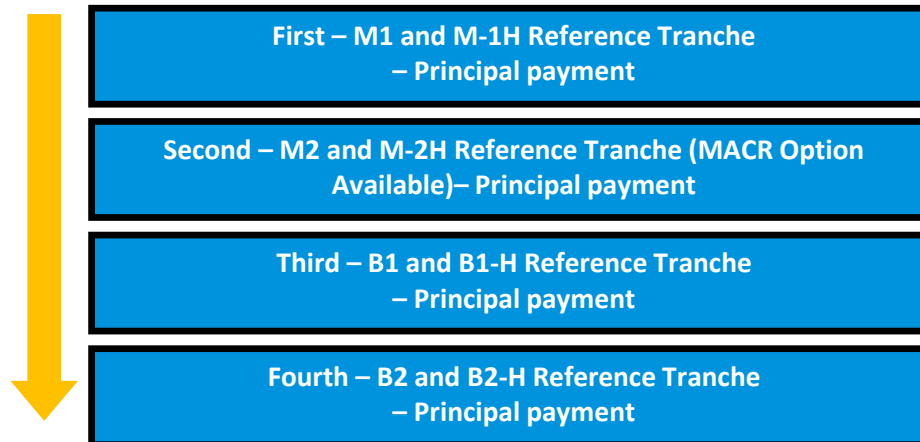 First – M1 and M-1H Reference Tranche
– Principal payment
Second – M2 and M-2H Reference Tranche (MACR Option
Available)– Principal payment
Third – B1 and B1-H Reference Tranche
– Principal payment
Fourth – B2 and B2-H Reference Tranche
– Principal payment